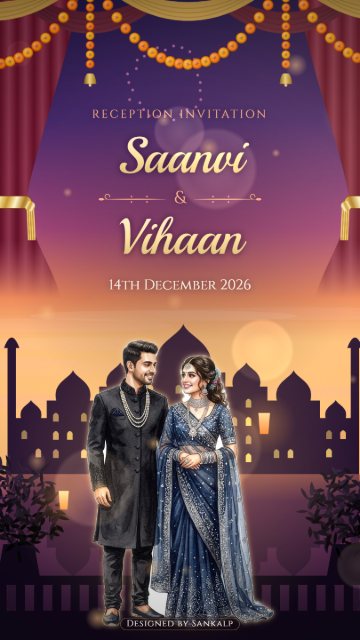 RECEPTION INVITATION
Saanvi
&
Vihaan
14TH DECEMBER 2026
DESIGNED BY SANKALP